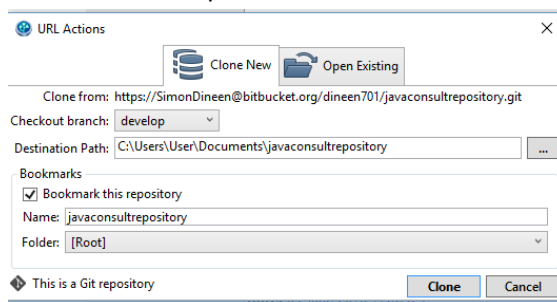 URL Actions
Clone New
Open Existing
Clone from: https://SimonDineen@bitbucket.org/dineen701/javaconsultrepository.git
Checkout branch: develop
Destination Path: C:\Users\User\Documents\javaconsultrepository ...
Bookmarks
Bookmark this repository
Name: javaconsultrepository
Folder: [Root]
This is a Git repository Clone Cancel